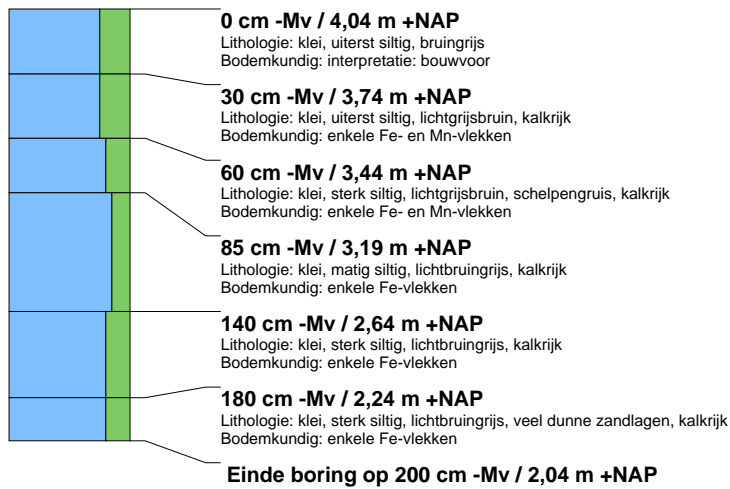 0 cm -Mv / 4,04 m +NAP
Lithologie: klei, uiterst siltig, bruingrijs
Bodemkundig: interpretatie: bouwvoor
30 cm -Mv / 3,74 m +NAP
Lithologie: klei, uiterst siltig, lichtgrijsbruin, kalkrijk
Bodemkundig: enkele Fe- en Mn-vlekken
60 cm -Mv / 3,44 m +NAP
Lithologie: klei, sterk siltig, lichtgrijsbruin, schelpengruis, kalkrijk
Bodemkundig: enkele Fe- en Mn-vlekken
85 cm -Mv / 3,19 m +NAP
Lithologie: klei, matig siltig, lichtbruingrijs, kalkrijk
Bodemkundig: enkele Fe-vlekken
140 cm -Mv / 2,64 m +NAP
Lithologie: klei, sterk siltig, lichtbruingrijs, kalkrijk
Bodemkundig: enkele Fe-vlekken
180 cm -Mv / 2,24 m +NAP
Lithologie: klei, sterk siltig, lichtbruingrijs, veel dunne zandlagen, kalkrijk
Bodemkundig: enkele Fe-vlekken
Einde boring op 200 cm -Mv / 2,04 m +NAP